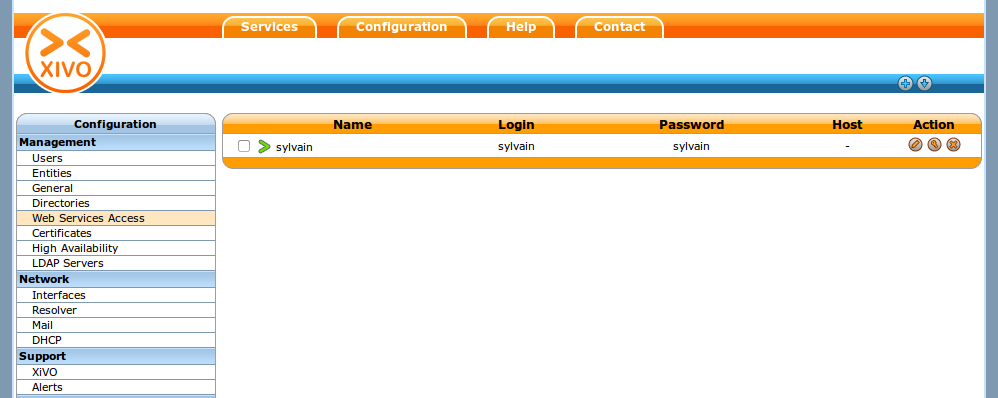 Services Configuration Help Contact
XIVO
Configuration
Management
Users
Entities
General
Directories
Web Services Access
Certificates
High Availability
LDAP Servers
Network
Interfaces
Resolver
Mail
DHCP
Support
XiVO
Alerts
Name Login Password Host Action
sylvain sylvain sylvain -